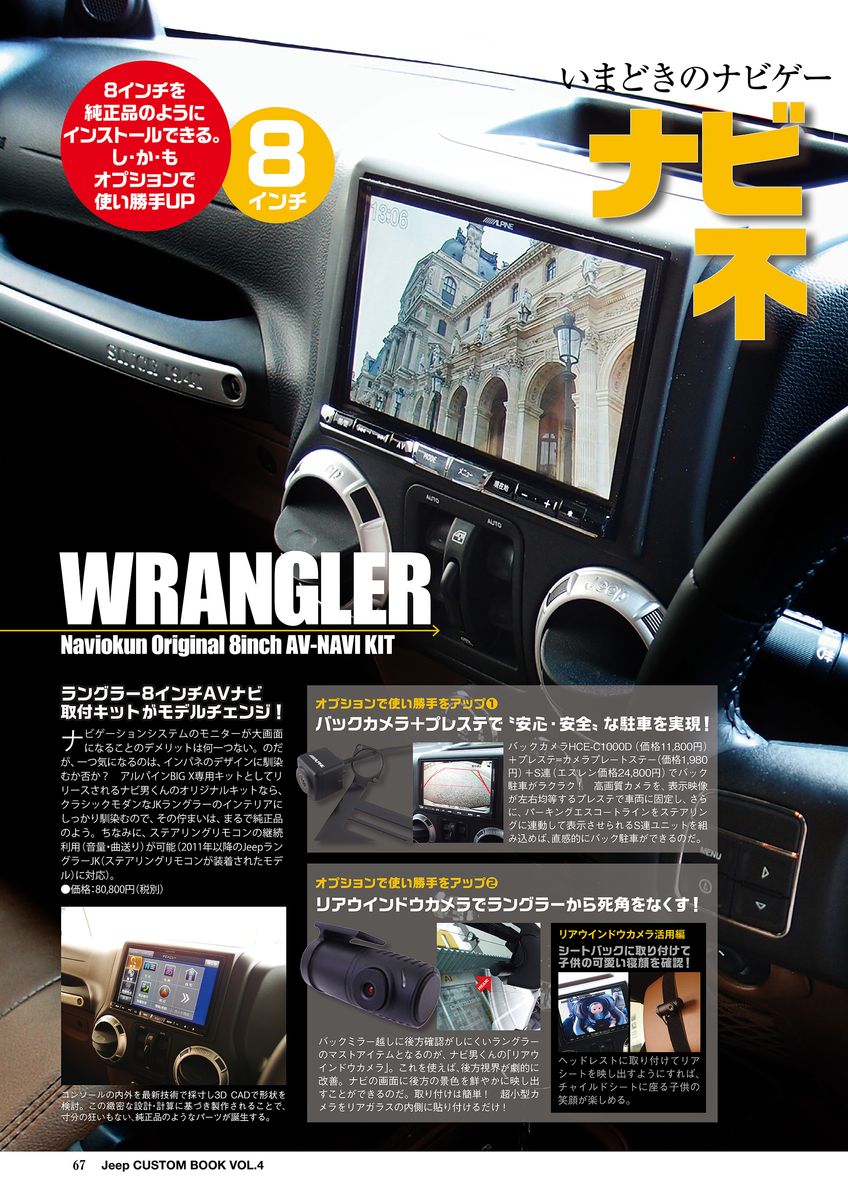 8インチを
純正品のように
インストールできる。
し・か・も
オプションで
使い勝手UP
8
インチ
いまどきのナビゲー
ナビ
不
13:06
ALPINE
SINCE 1941
AV
MODE
メニュー
現在地
Jeep
AUTO
AUTO
Jeep
WRANGLER
Naviokun Original 8inch AV-NAVI KIT
ラングラー8インチAVナビ
取付キットがモデルチェンジ！
ナビゲーションシステムのモニターが大画面
になることのデメリットは何一つない。のだ
が、一つ気になるのは、インパネのデザインに馴染
むか否か？　アルパインBIG X専用キットとしてリ
リースされるナビ男くんのオリジナルキットなら、
クラシックモダンなJKラングラーのインテリアに
しっかり馴染むので、その佇まいは、まるで純正品
のよう。ちなみに、ステアリングリモコンの継続
利用（音量・曲送り）が可能（2011年以降のJeepラン
グラーJK（ステアリングリモコンが装着されたモデ
ル）に対応）。
●価格：80,800円（税別）
コンソールの内外を最新技術で採寸し3D CADで形状を
検討。この緻密な設計・計算に基づき製作されることで、
寸分の狂いもない、純正品のようなパーツが誕生する。
オプションで使い勝手をアップ❶
バックカメラ＋プレステで〝安心・安全〟な駐車を実現！
バックカメラHCE-C1000D（価格11,800円）
＋プレステ=カメラプレートステー（価格1,980
円）＋S連（エスレン価格24,800円）でバック
駐車がラクラク！　高画質カメラを、表示映像
が左右均等するプレステで車両に固定し、さら
に、パーキングエスコートラインをステアリン
グに連動して表示させられるS連ユニットを組
み込めば、直感的にバック駐車ができるのだ。
オプションで使い勝手をアップ❷
リアウインドウカメラでラングラーから死角をなくす！
バックミラー越しに後方確認がしにくいラングラー
のマストアイテムとなるのが、ナビ男くんの「リアウ
インドウカメラ」。これを使えば、後方視界が劇的に
改善。ナビの画面に後方の景色を鮮やかに映し出
すことができるのだ。取り付けは簡単！　超小型カ
メラをリアガラスの内側に貼り付けるだけ！
リアウインドウカメラ活用編
シートバックに取り付けて
子供の可愛い寝顔を確認！
ヘッドレストに取り付けてリア
シートを映し出すようにすれば、
チャイルドシートに座る子供の
笑顔が楽しめる。
MENU
67 Jeep CUSTOM BOOK VOL.4